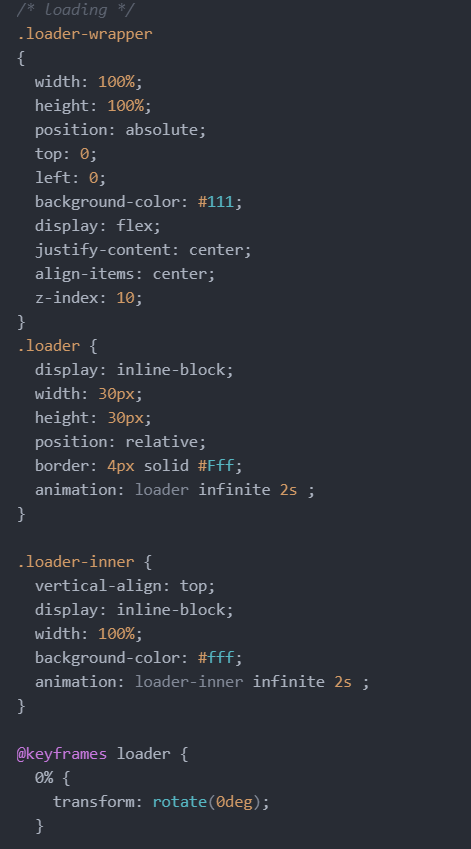 /* loading */
.loader-wrapper
{
  width: 100%;
  height: 100%;
  position: absolute;
  top: 0;
  left: 0;
  background-color: #111;
  display: flex;
  justify-content: center;
  align-items: center;
  z-index: 10;
}
.loader {
  display: inline-block;
  width: 30px;
  height: 30px;
  position: relative;
  border: 4px solid #Fff;
  animation: loader infinite 2s ;
}

.loader-inner {
  vertical-align: top;
  display: inline-block;
  width: 100%;
  background-color: #fff;
  animation: loader-inner infinite 2s ;
}

@keyframes loader {
  0% {
    transform: rotate(0deg);
  }